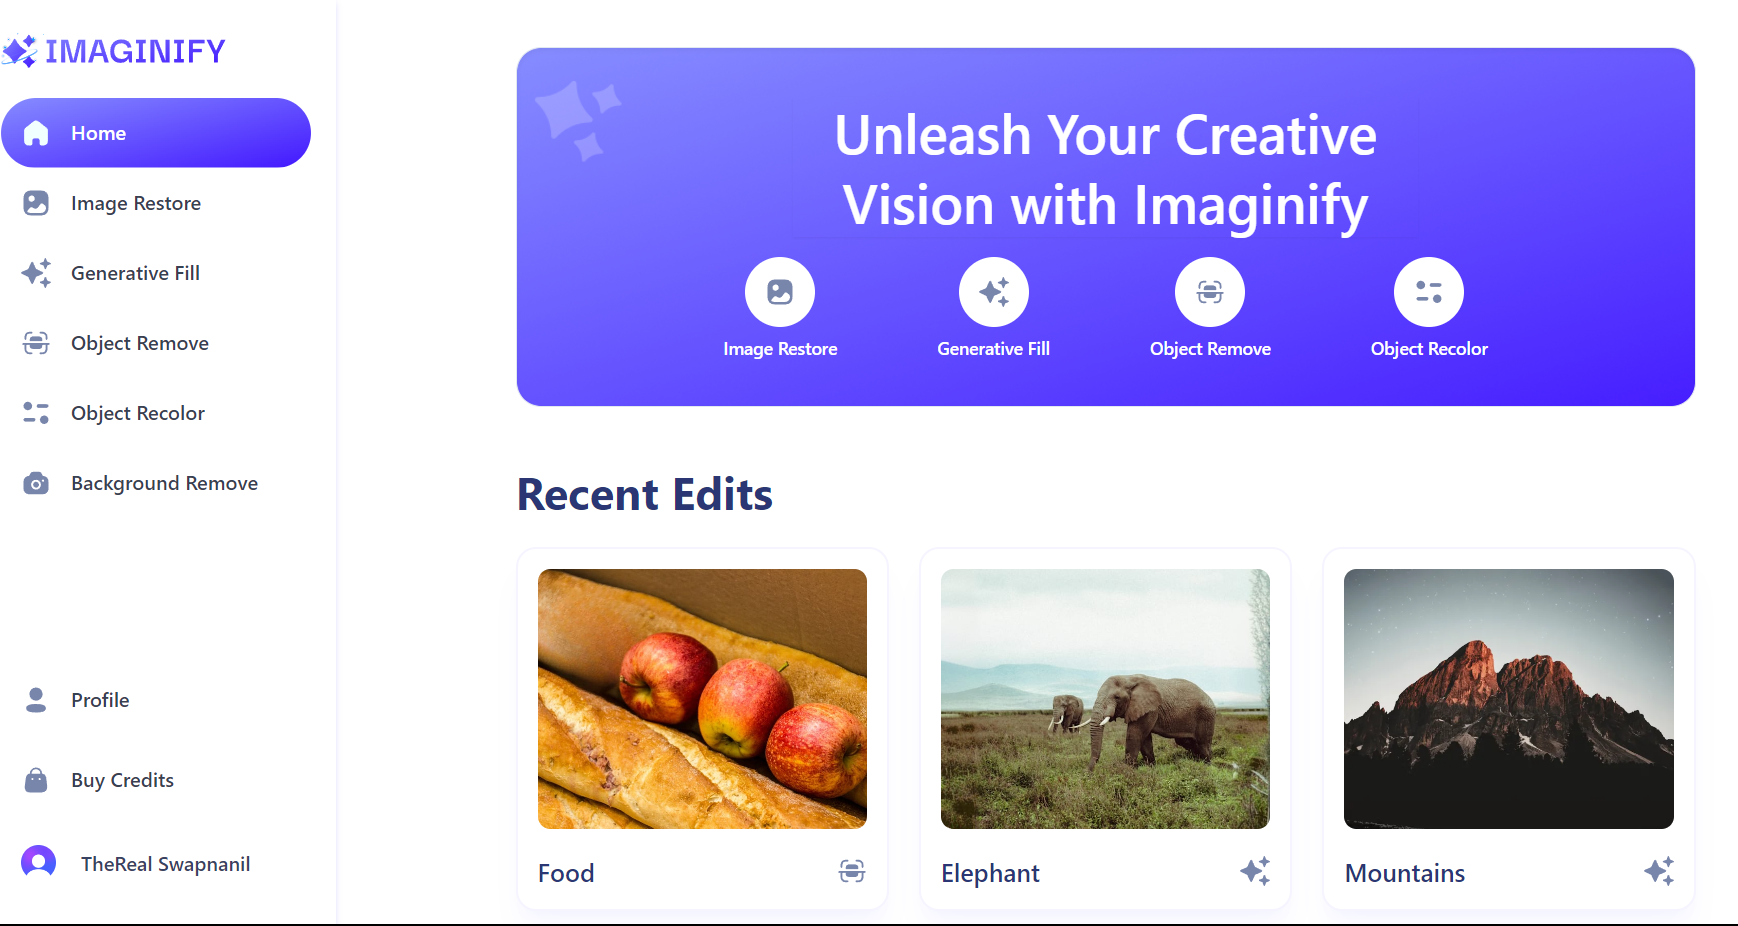 IMAGINIFY
Home
Image Restore
Generative Fill
Object Remove
Object Recolor
Background Remove
Profile
Buy Credits
TheReal Swapnanil
Unleash Your Creative
Vision with Imaginify
Image Restore
Generative Fill
Object Remove
Object Recolor
Recent Edits
Food
Elephant
Mountains